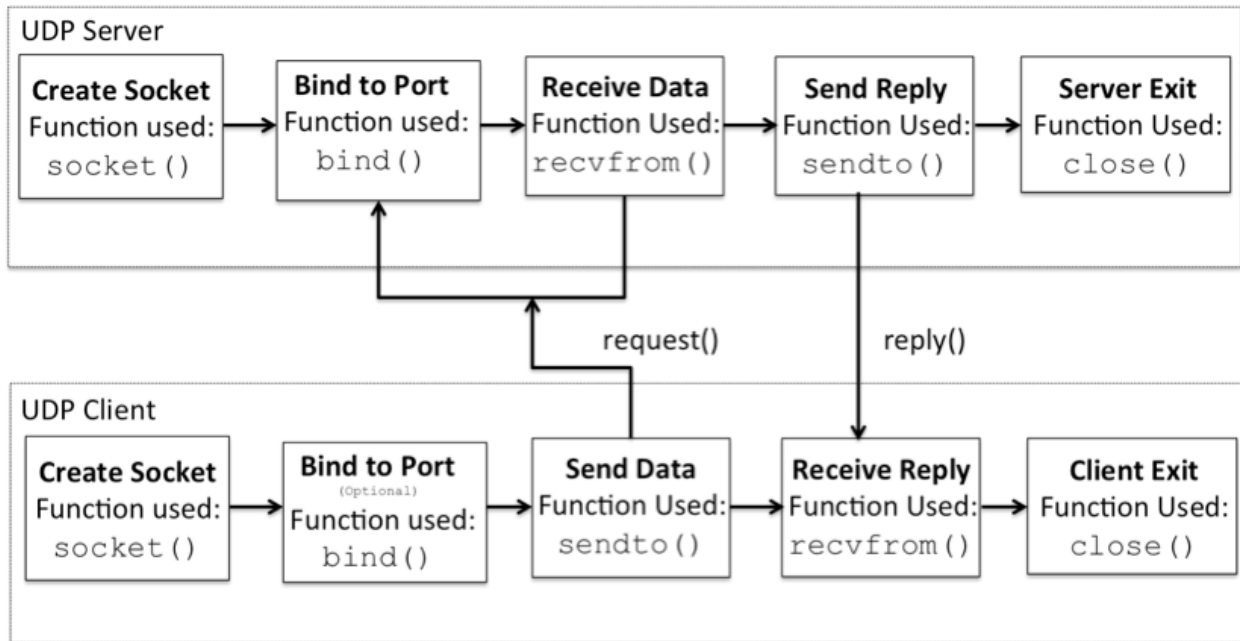 UDP Server
Create Socket
Function used:
socket()
Bind to Port
Function used:
bind()
Receive Data
Function Used:
recvfrom()
Send Reply
Function Used:
sendto()
Server Exit
Function Used:
close()
request()
reply()
UDP Client
Create Socket
Function used:
socket()
Bind to Port
(Optional)
Function used:
bind()
Send Data
Function Used:
sendto()
Receive Reply
Function Used:
recvfrom()
Client Exit
Function Used:
close()